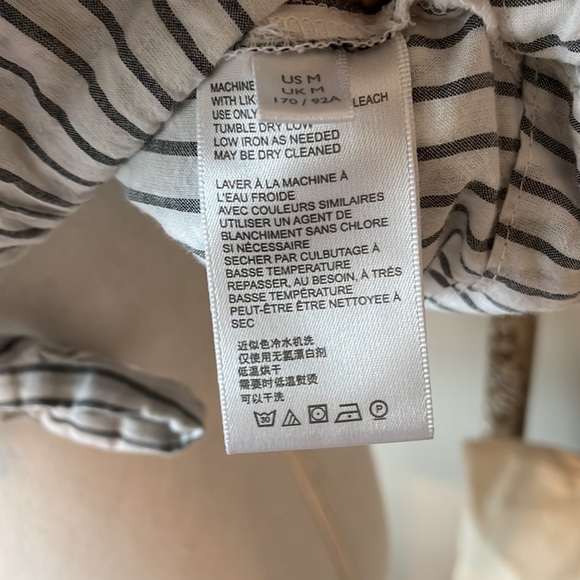 US M
UK M
170 / 92A
MACHINE
WITH LIK
USE ONLY LEACH
TUMBLE DRY LOW
LOW IRON AS NEEDED
MAY BE DRY CLEANED
LAVER À LA MACHINE À
L'EAU FROIDE
AVEC COULEURS SIMILAIRES
UTILISER UN AGENT DE
BLANCHIMENT SANS CHLORE
SI NÉCESSAIRE
SECHER PAR CULBUTAGE À
BASSE TEMPERATURE
REPASSER, AU BESOIN, À TRÈS
BASSE TEMPÉRATURE
PEUT-ÊTRE ÊTRE NETTOYEE À
SEC
近似色冷水机洗
仅使用无氯漂白剂
低温烘干
需要时低温熨烫
可以干洗
30 P